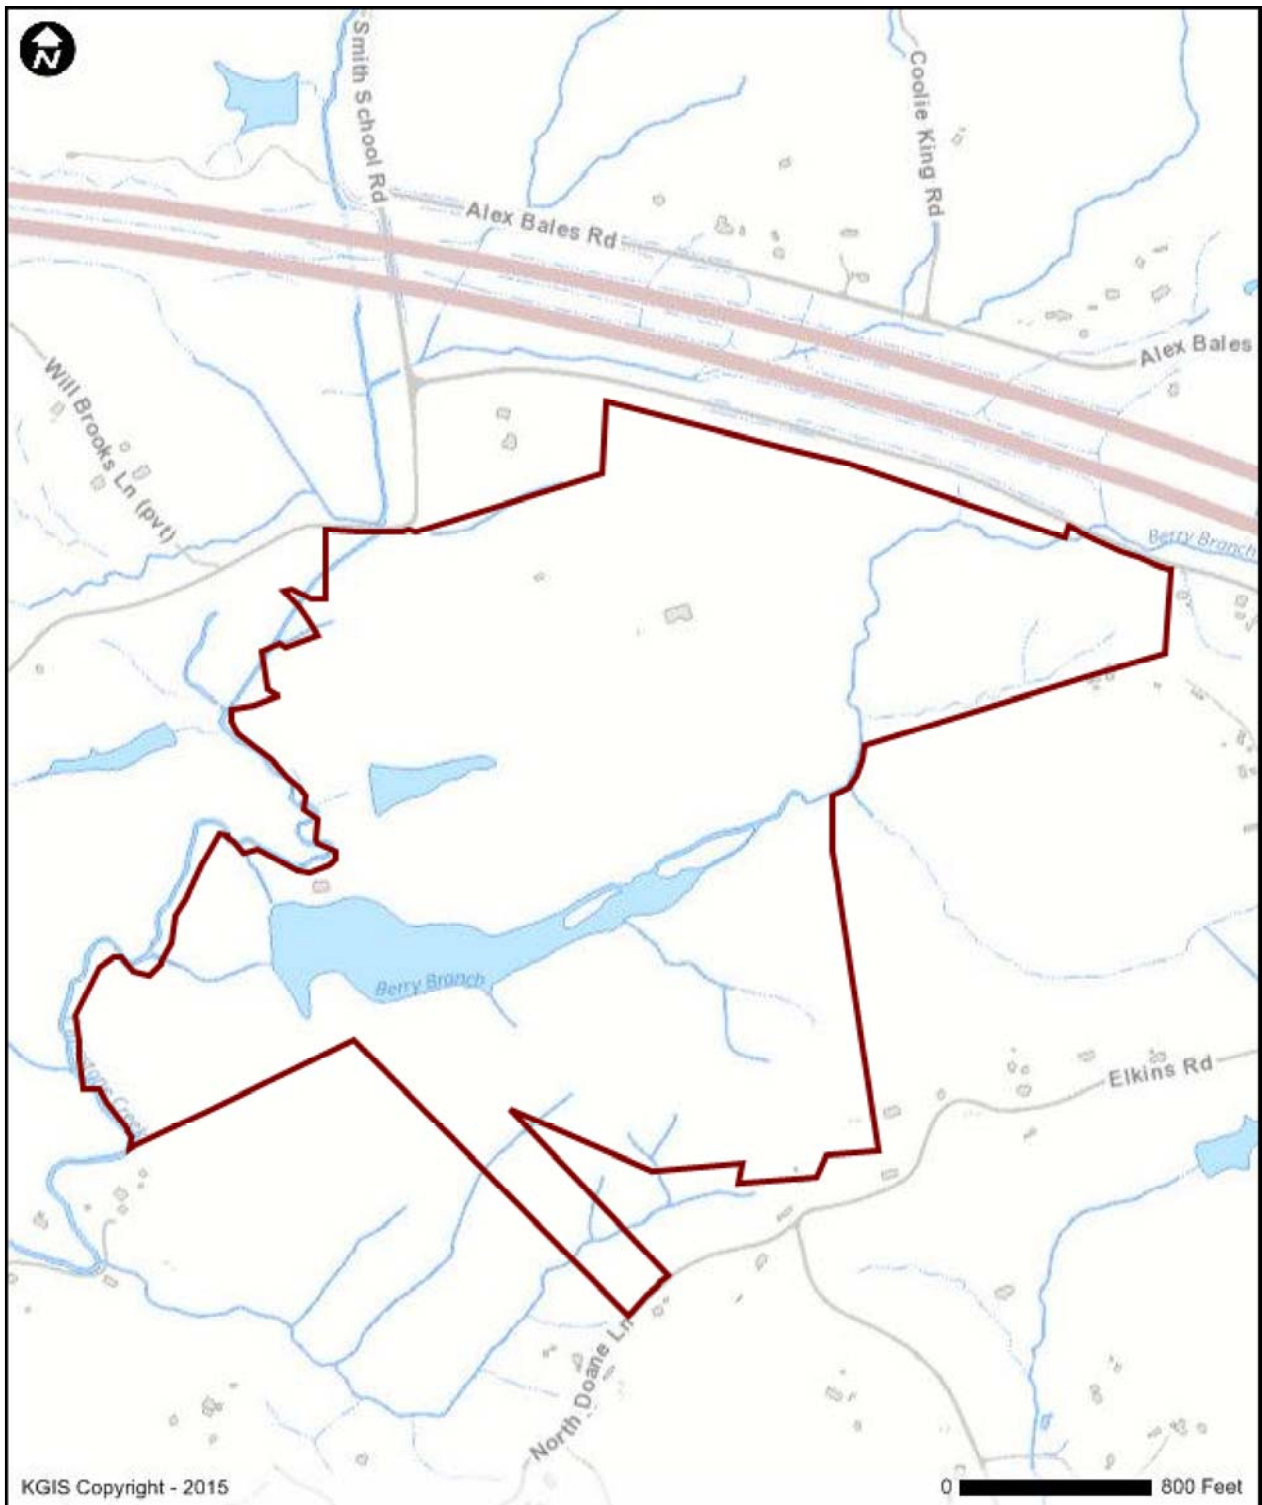 N
Smith School Rd
Coolie King Rd
Alex Bales Rd
Alex Bales
Will Brooks Ln (pvt)
Berry Branch
Berry Branch
Creek
Elkins Rd
North Doane Ln
KGIS Copyright - 2015
0 800 Feet